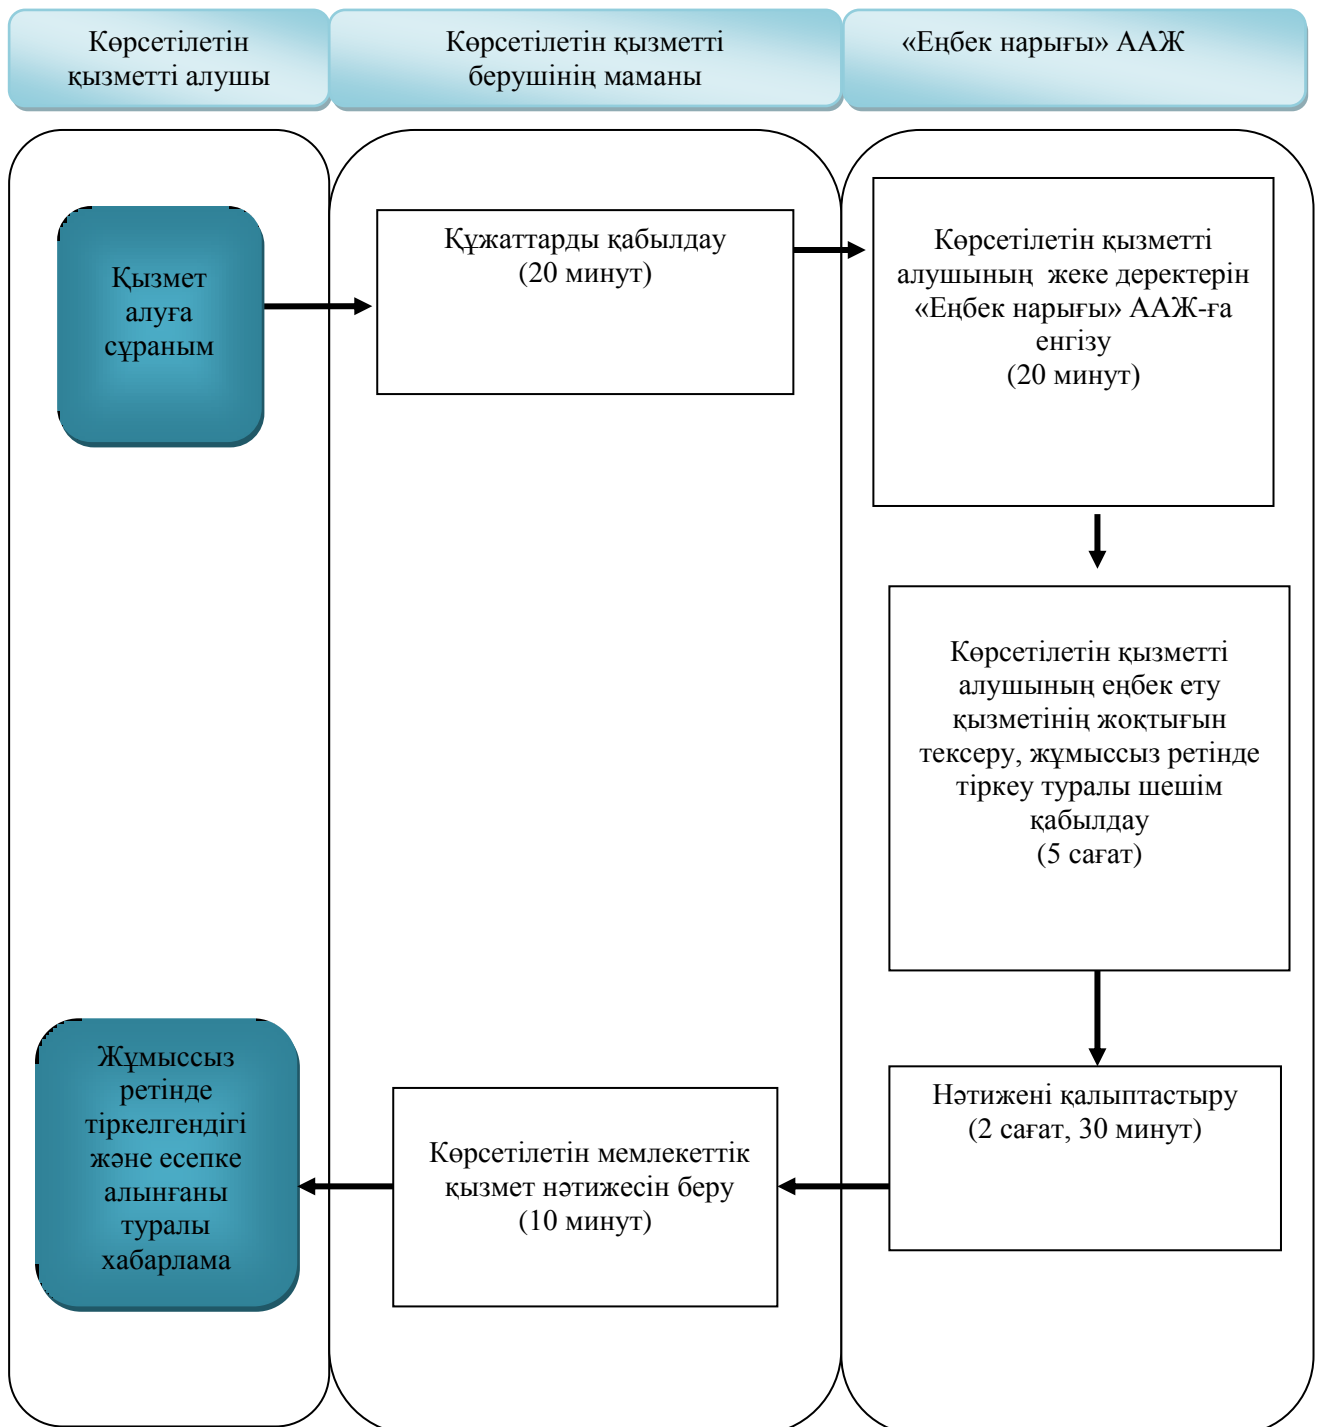 Көрсетілетін
қызметті алушы
Көрсетілетін қызметті
берушінің маманы
«Еңбек нарығы» ААЖ
Қызмет
алуға
сұраным
Құжаттарды қабылдау
(20 минут)
Көрсетілетін қызметті
алушының жеке деректерін
«Еңбек нарығы» ААЖ-ға
енгізу
(20 минут)
Көрсетілетін қызметті
алушының еңбек ету
қызметінің жоқтығын
тексеру, жұмыссыз ретінде
тіркеу туралы шешім
қабылдау
(5 сағат)
Нәтижені қалыптастыру
(2 сағат, 30 минут)
Көрсетілетін мемлекеттік
қызмет нәтижесін беру
(10 минут)
Жұмыссыз
ретінде
тіркелгендігі
және есепке
алынғаны
туралы
хабарлама